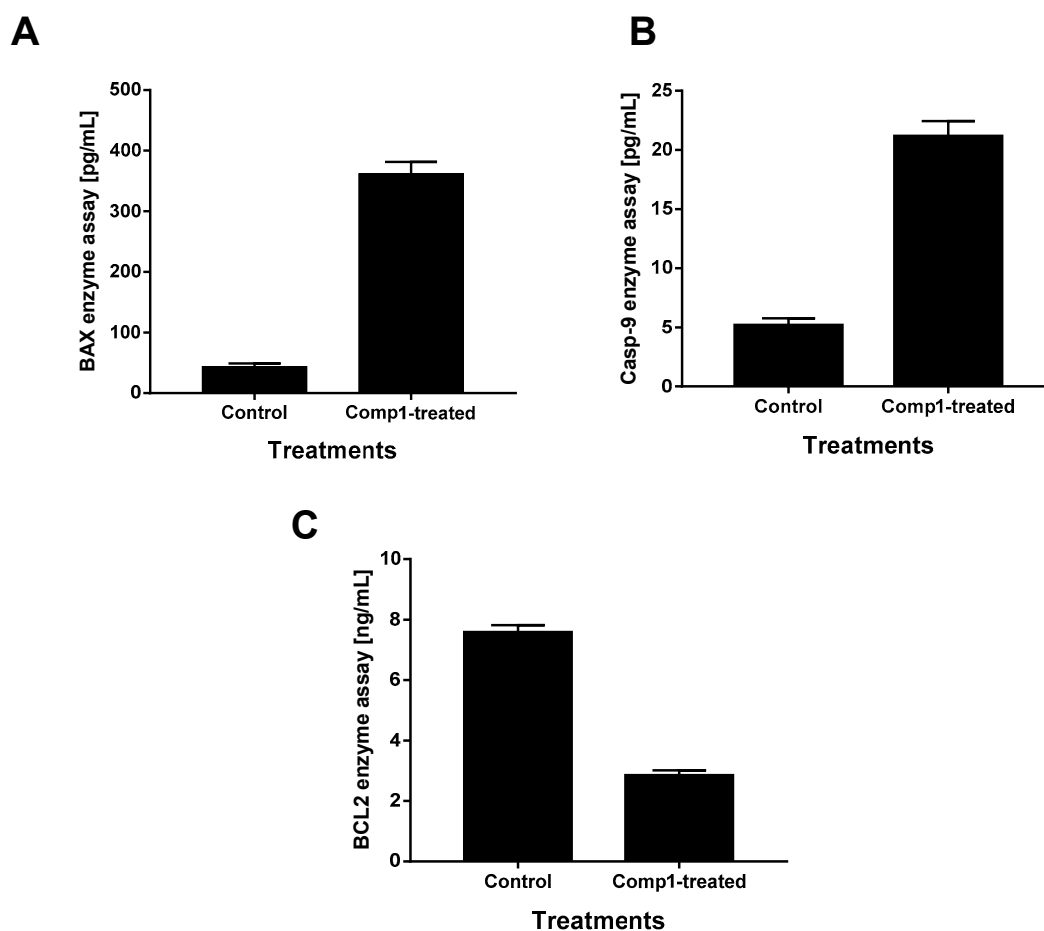 A
BAX enzyme assay [pg/mL]
500
400
300
200
100
0
Control Comp1-treated
Treatments
B
Casp-9 enzyme assay [pg/mL]
25
20
15
10
5
0
Control Comp1-treated
Treatments
C
BCL2 enzyme assay [ng/mL]
10
8
6
4
2
0
Control Comp1-treated
Treatments